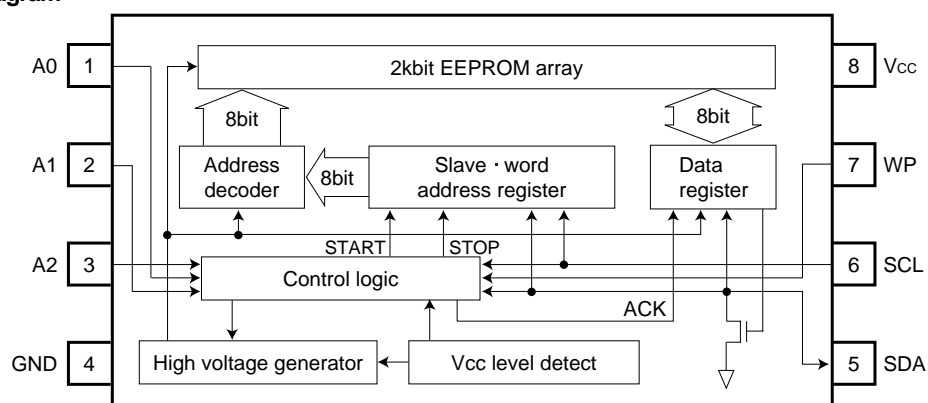 A0 1
2kbit EEPROM array
8 Vcc
8bit
8bit
A1 2
Address
decoder
8bit
Slave・word
address register
Data
register
7 WP
START
STOP
A2 3
Control logic
6 SCL
ACK
GND 4
High voltage generator
Vcc level detect
5 SDA